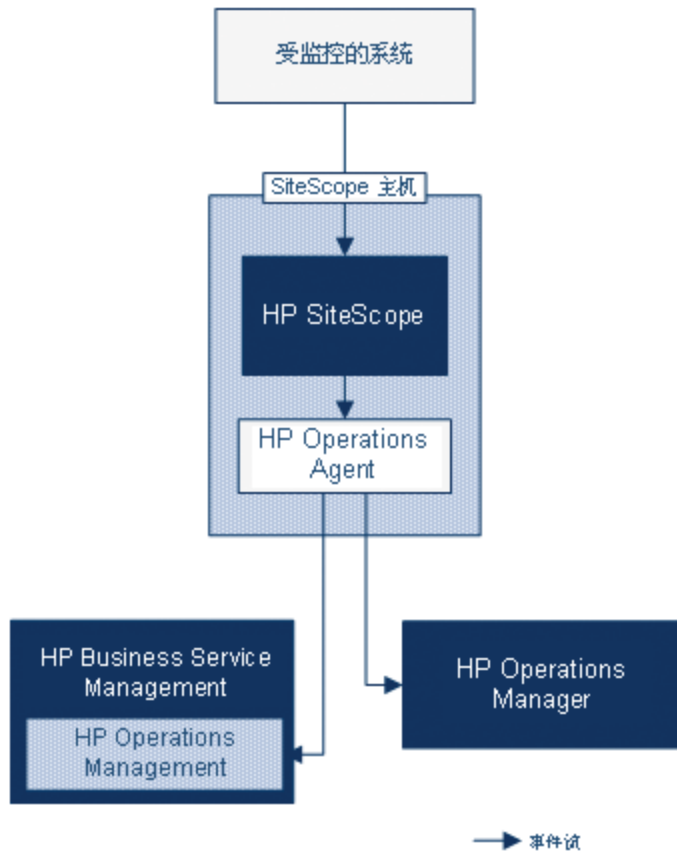 受监控的系统
SiteScope 主机
HP SiteScope
HP Operations
Agent
HP Business Service
Management
HP Operations
Management
HP Operations
Manager
事件流